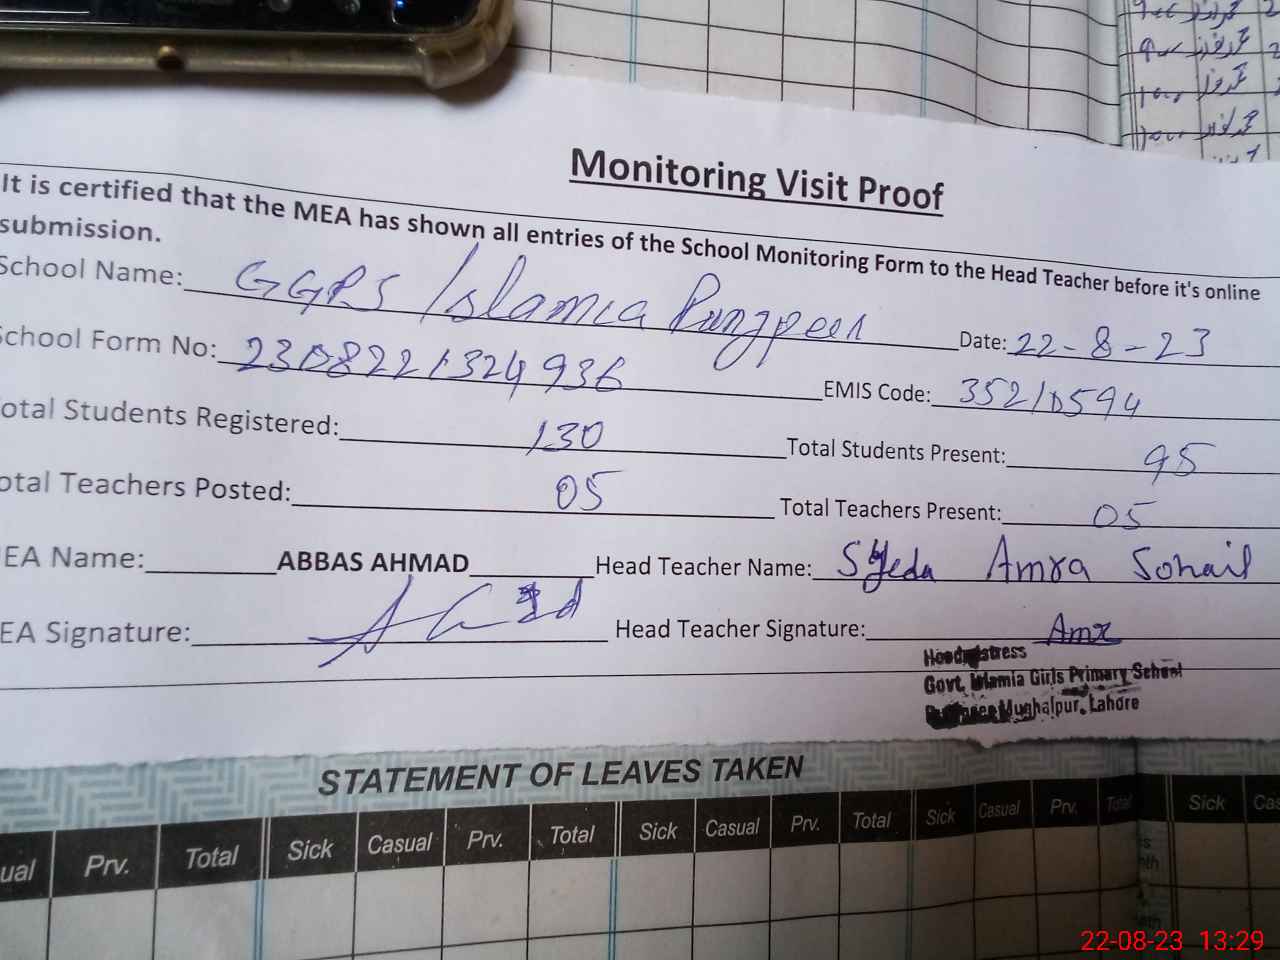 Monitoring Visit Proof
It is certified that the MEA has shown all entries of the School Monitoring Form to the Head Teacher before it's online
submission.
School Name: GGPS Islamia Pungpeer Date: 22-8-23
School Form No: 2308221324936 EMIS Code: 35210594
otal Students Registered: 130 Total Students Present: 95
otal Teachers Posted: 05 Total Teachers Present: 05
EA Name: ABBAS AHMAD Head Teacher Name: Syeda Amra Sohail
EA Signature: Head Teacher Signature: Amr
Headmistress
Govt. Islamia Girls Primary School
Mughalpur, Lahore
STATEMENT OF LEAVES TAKEN
ual Prv. Total Sick Casual Prv. Total Sick Casual Prv. Total Sick Casual Prv. Total Sick Cas
22-08-23 13:29